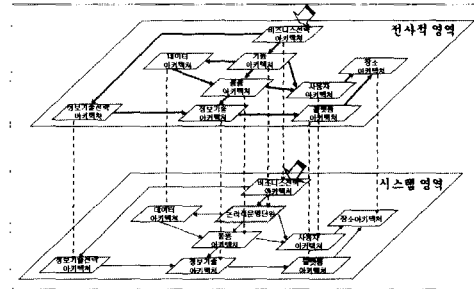 비즈니스전략
아키텍처
전사적 영역
데이터
아키텍처
기능
아키텍처
장소
아키텍처
응용
아키텍처
사용자
아키텍처
정보기술전략
아키텍처
정보기술
아키텍처
플랫폼
아키텍처
비즈니스전략
아키텍처
시스템 영역
데이터
아키텍처
장소아키텍처
응용
아키텍처
사용자
아키텍처
정보기술전략
아키텍처
정보기술
아키텍처
플랫폼
아키텍처